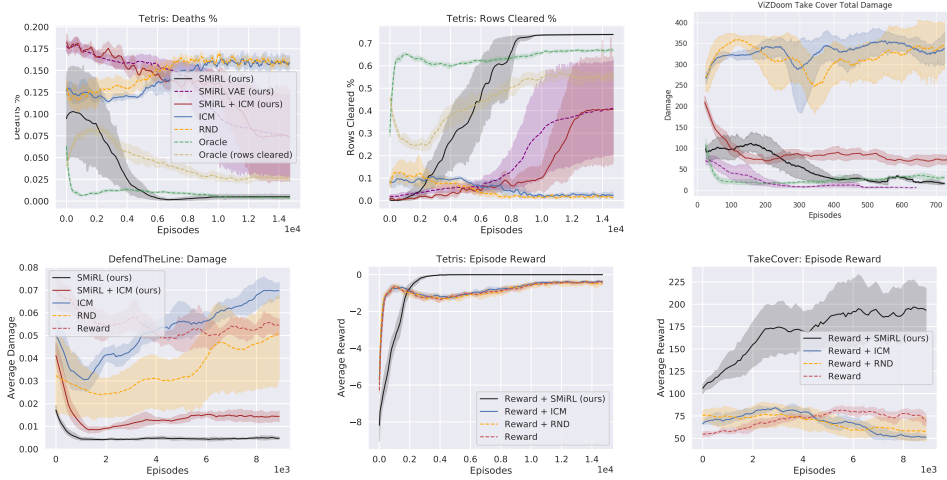 Tetris: Deaths %
0.200
0.175
0.150
0.125
0.100
0.075
0.050
0.025
0.000
Deaths %
SMiRL (ours)
SMiRL VAE (ours)
SMiRL + ICM (ours)
ICM
RND
Oracle
Oracle (rows cleared)
0.0 0.2 0.4 0.6 0.8 1.0 1.2 1.4
Episodes 1e4
Tetris: Rows Cleared %
0.7
0.6
0.5
0.4
0.3
0.2
0.1
0.0
Rows Cleared %
0.0 0.2 0.4 0.6 0.8 1.0 1.2 1.4
Episodes 1e4
ViZDoom Take Cover Total Damage
400
350
300
250
200
150
100
50
0
Damage
0 100 200 300 400 500 600 700
Episodes
DefendTheLine: Damage
0.08
0.07
0.06
0.05
0.04
0.03
0.02
0.01
0.00
Average Damage
SMiRL (ours)
SMiRL + ICM (ours)
ICM
RND
Reward
0 2 4 6 8
Episodes 1e3
Tetris: Episode Reward
0
−2
−4
−6
−8
Average Reward
Reward + SMiRL (ours)
Reward + ICM
Reward + RND
Reward
0.0 0.2 0.4 0.6 0.8 1.0 1.2 1.4
Episodes 1e4
TakeCover: Episode Reward
225
200
175
150
125
100
75
50
Average Reward
Reward + SMiRL (ours)
Reward + ICM
Reward + RND
Reward
0 2 4 6 8
Episodes 1e3